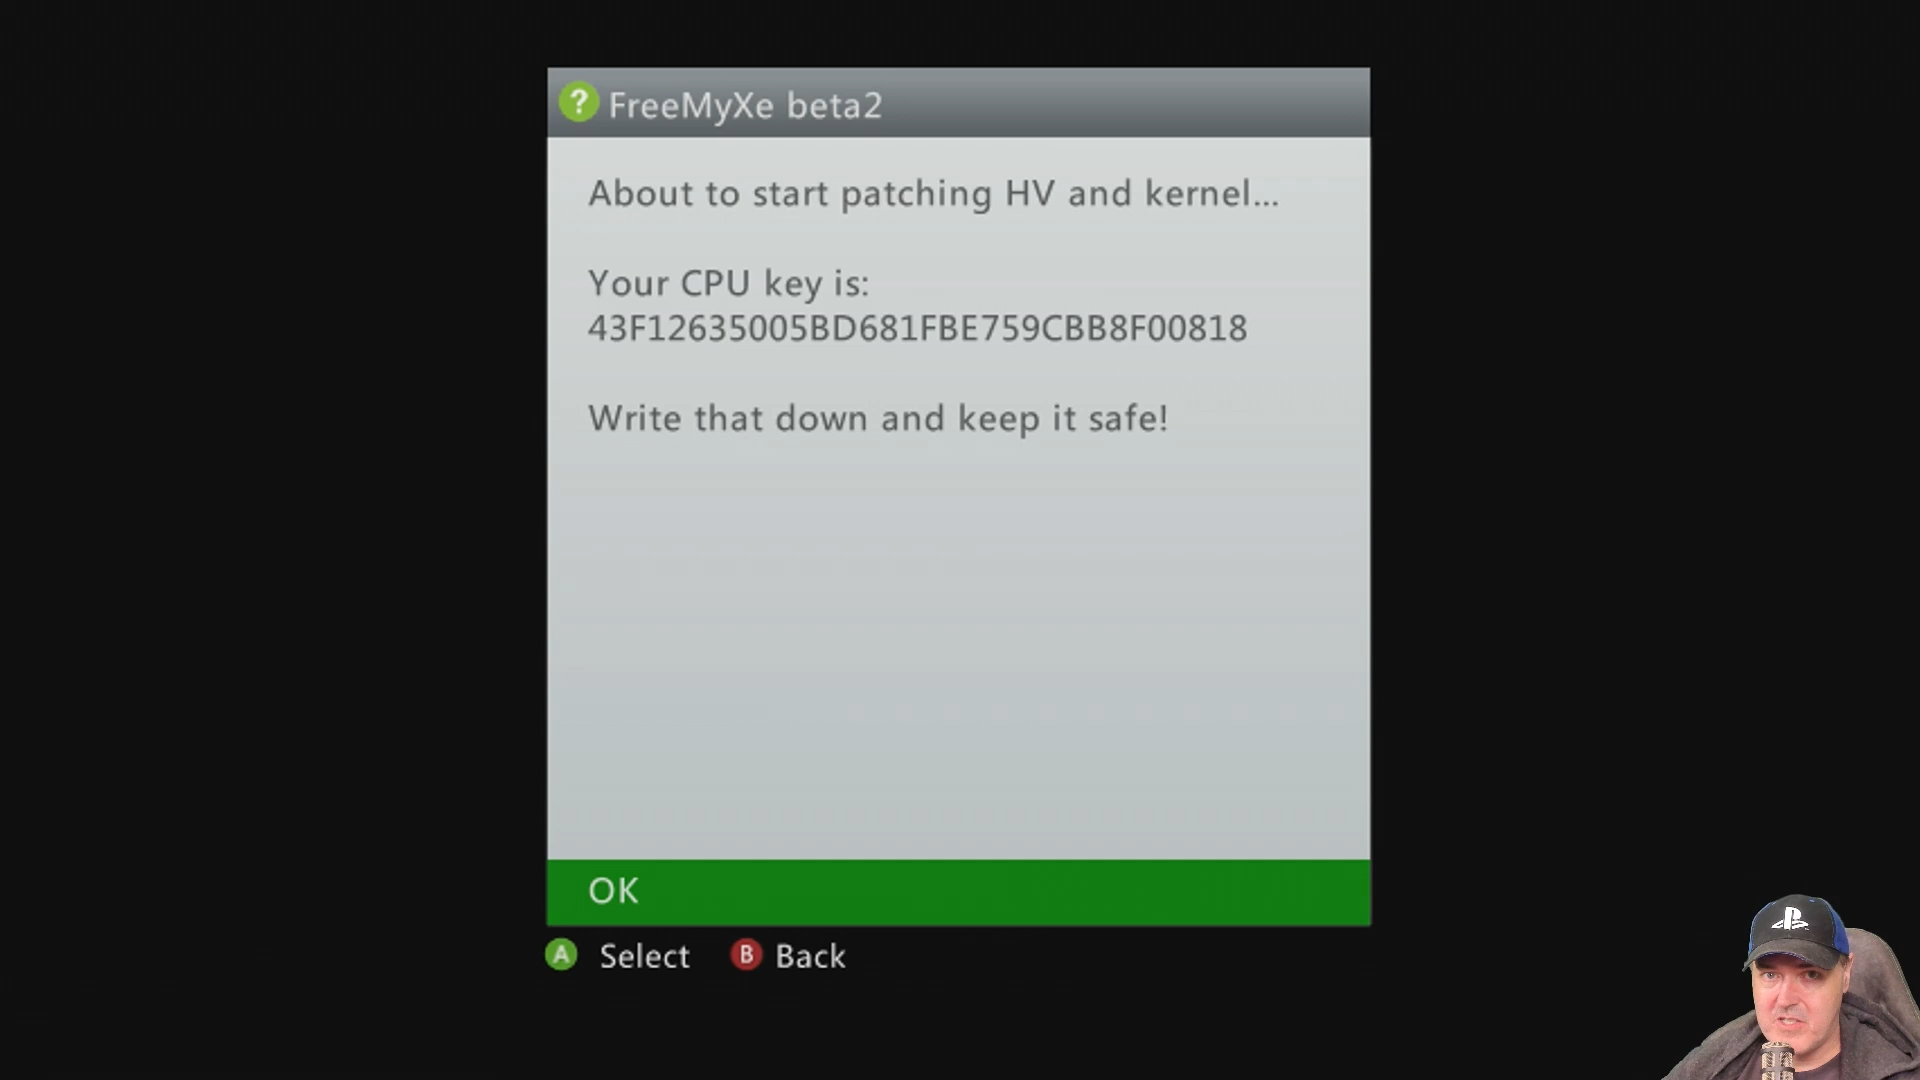 FreeMyXe beta2
About to start patching HV and kernel...
Your CPU key is:
43F12635005BD681FBE759CBB8F00818
Write that down and keep it safe!
OK
A Select B Back